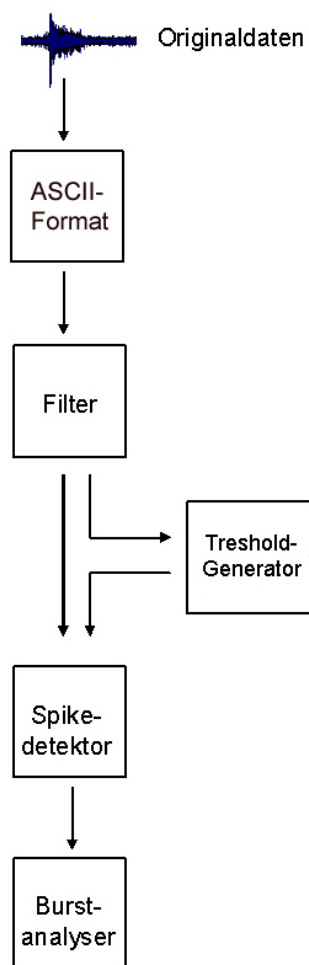 Originaldaten
ASCII-
Format
Filter
Treshold-
Generator
Spike-
detektor
Burst-
analyser